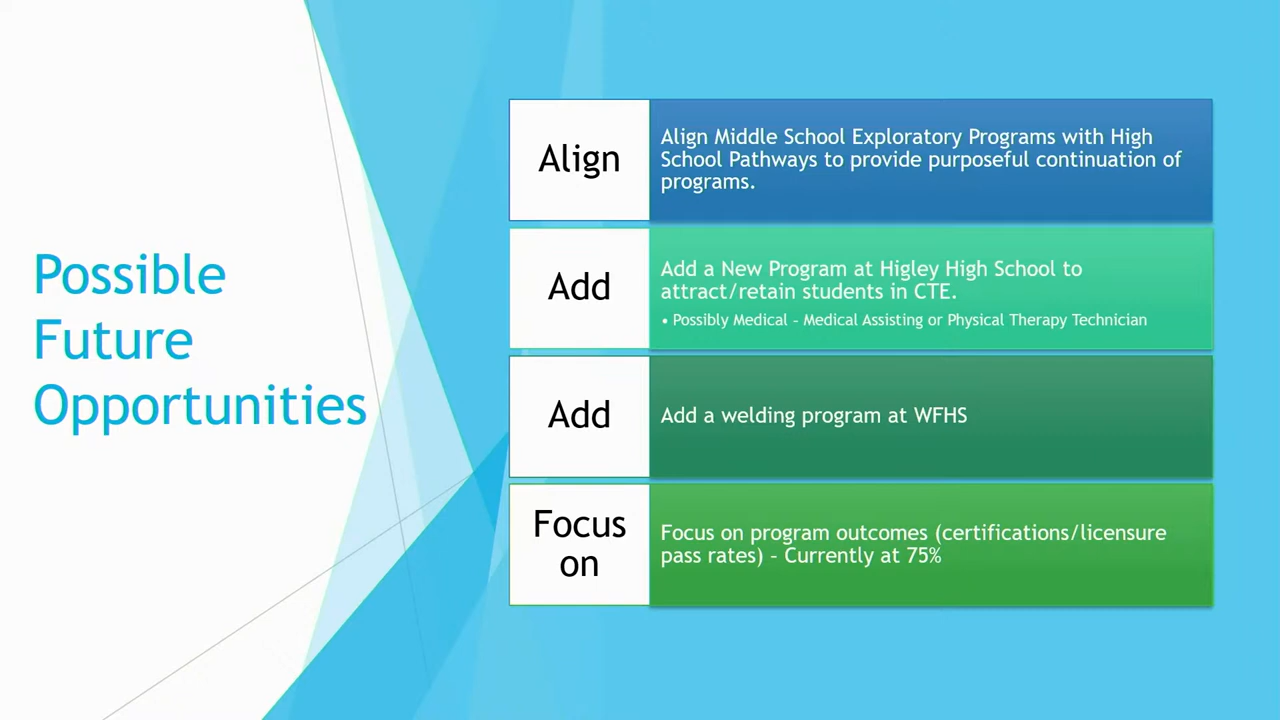 Possible
Future
Opportunities
Align
Align Middle School Exploratory Programs with High
School Pathways to provide purposeful continuation of
programs.
Add
Add a New Program at Higley High School to
attract/retain students in CTE.
• Possibly Medical – Medical Assisting or Physical Therapy Technician
Add
Add a welding program at WFHS
Focus
on
Focus on program outcomes (certifications/licensure
pass rates) – Currently at 75%